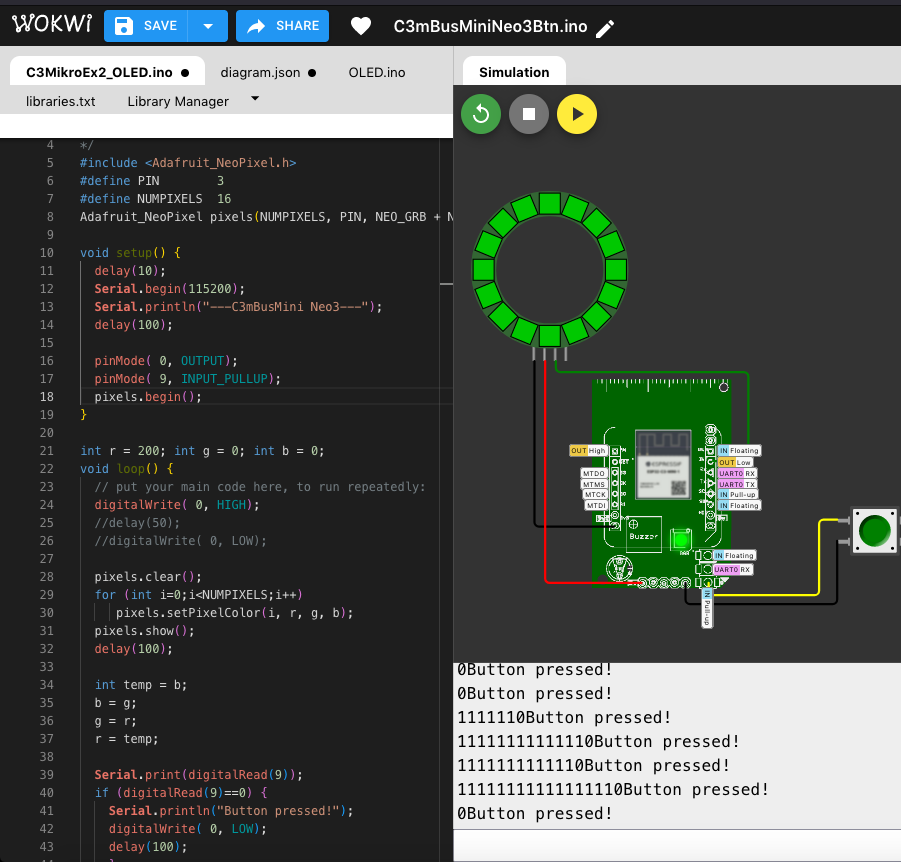 WOKWI
SAVE
SHARE
C3mBusMiniNeo3Btn.ino
C3MikroEx2_OLED.ino
diagram.json
OLED.ino
libraries.txt
Library Manager
Simulation
4 */
5 #include <Adafruit_NeoPixel.h>
6 #define PIN 3
7 #define NUMPIXELS 16
8 Adafruit_NeoPixel pixels(NUMPIXELS, PIN, NEO_GRB + N
9
10 void setup() {
11 delay(10);
12 Serial.begin(115200);
13 Serial.println("---C3mBusMini Neo3---");
14 delay(100);
15
16 pinMode( 0, OUTPUT);
17 pinMode( 9, INPUT_PULLUP);
18 pixels.begin();
19 }
20
21 int r = 200; int g = 0; int b = 0;
22 void loop() {
23 // put your main code here, to run repeatedly:
24 digitalWrite( 0, HIGH);
25 //delay(50);
26 //digitalWrite( 0, LOW);
27
28 pixels.clear();
29 for (int i=0;i<NUMPIXELS;i++)
30 pixels.setPixelColor(i, r, g, b);
31 pixels.show();
32 delay(100);
33
34 int temp = b;
35 b = g;
36 g = r;
37 r = temp;
38
39 Serial.print(digitalRead(9));
40 if (digitalRead(9)==0) {
41 Serial.println("Button pressed!");
42 digitalWrite( 0, LOW);
43 delay(100);
OUT High
MTDO
MTMS
MTCK
MTDI
IN Floating
OUT Low
UART0 RX
UART0 TX
IN Pull-up
IN Floating
Buzzer
IN Floating
UART0 RX
IN Pull-up
0Button pressed!
0Button pressed!
1111110Button pressed!
11111111111110Button pressed!
1111111111110Button pressed!
11111111111111110Button pressed!
0Button pressed!